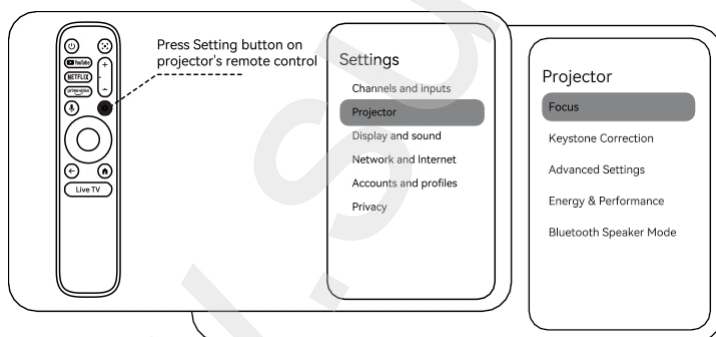 Press Setting button on
projector's remote control
YouTube
NETFLIX
prime video
Live TV
Settings
Channels and inputs
Projector
Display and sound
Network and Internet
Accounts and profiles
Privacy
Projector
Focus
Keystone Correction
Advanced Settings
Energy & Performance
Bluetooth Speaker Mode